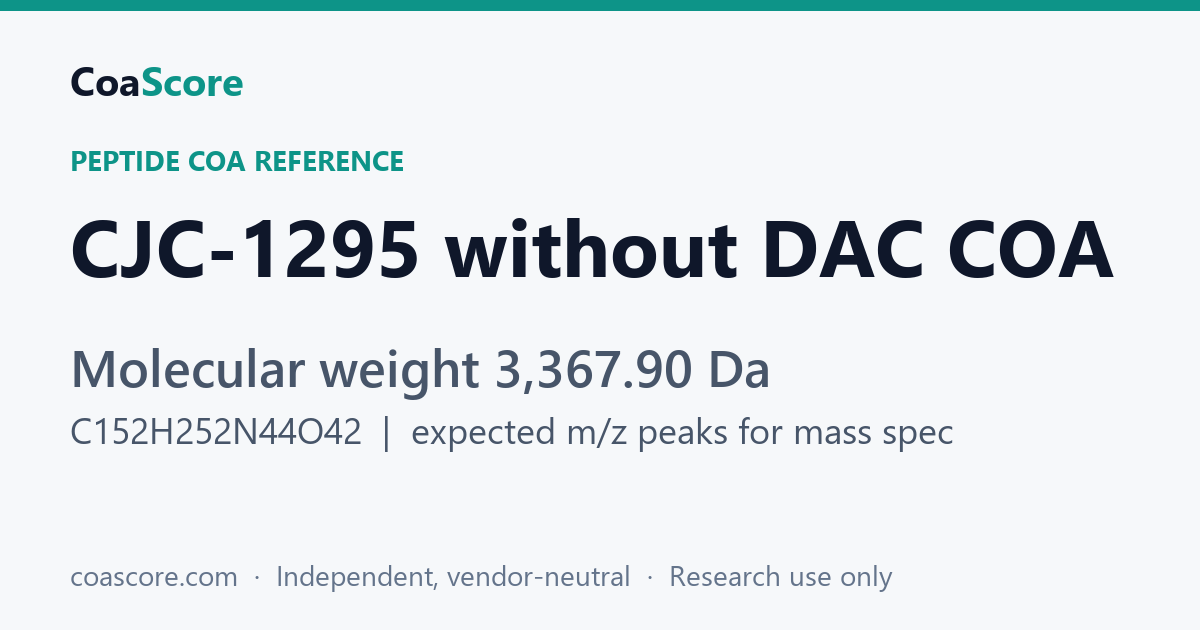 CoaScore
PEPTIDE COA REFERENCE
CJC-1295 without DAC COA
Molecular weight 3,367.90 Da
C152H252N44O42 | expected m/z peaks for mass spec
coascore.com · Independent, vendor-neutral · Research use only